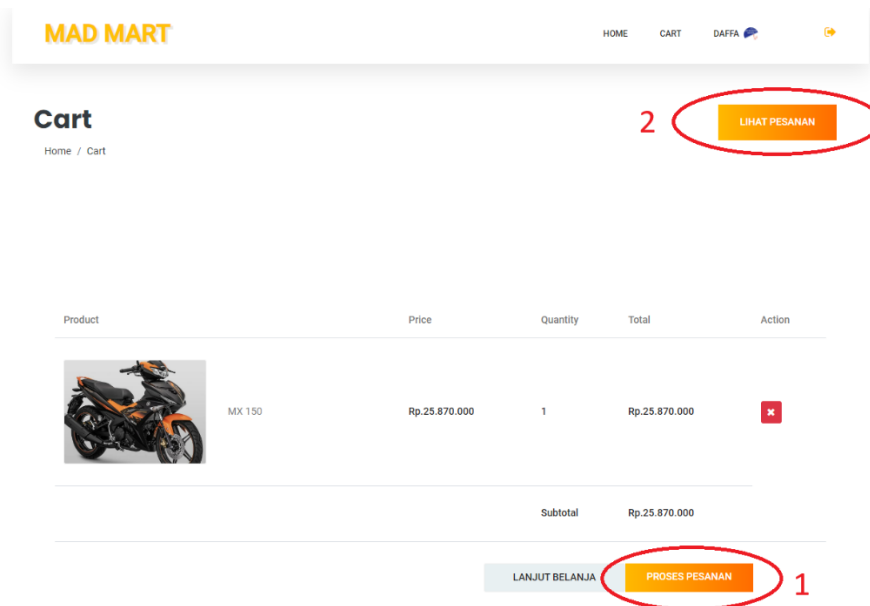 MAD MART
HOME CART DAFFA
Cart
2 LIHAT PESANAN
Home / Cart
Product Price Quantity Total Action
MX 150 Rp.25.870.000 1 Rp.25.870.000
Subtotal Rp.25.870.000
LANJUT BELANJA PROSES PESANAN 1